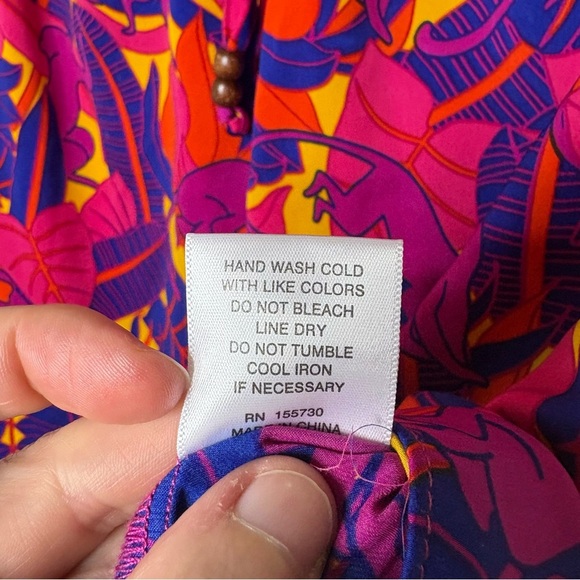 HAND WASH COLD
WITH LIKE COLORS
DO NOT BLEACH
LINE DRY
DO NOT TUMBLE
COOL IRON
IF NECESSARY
RN 155730
MADE IN CHINA